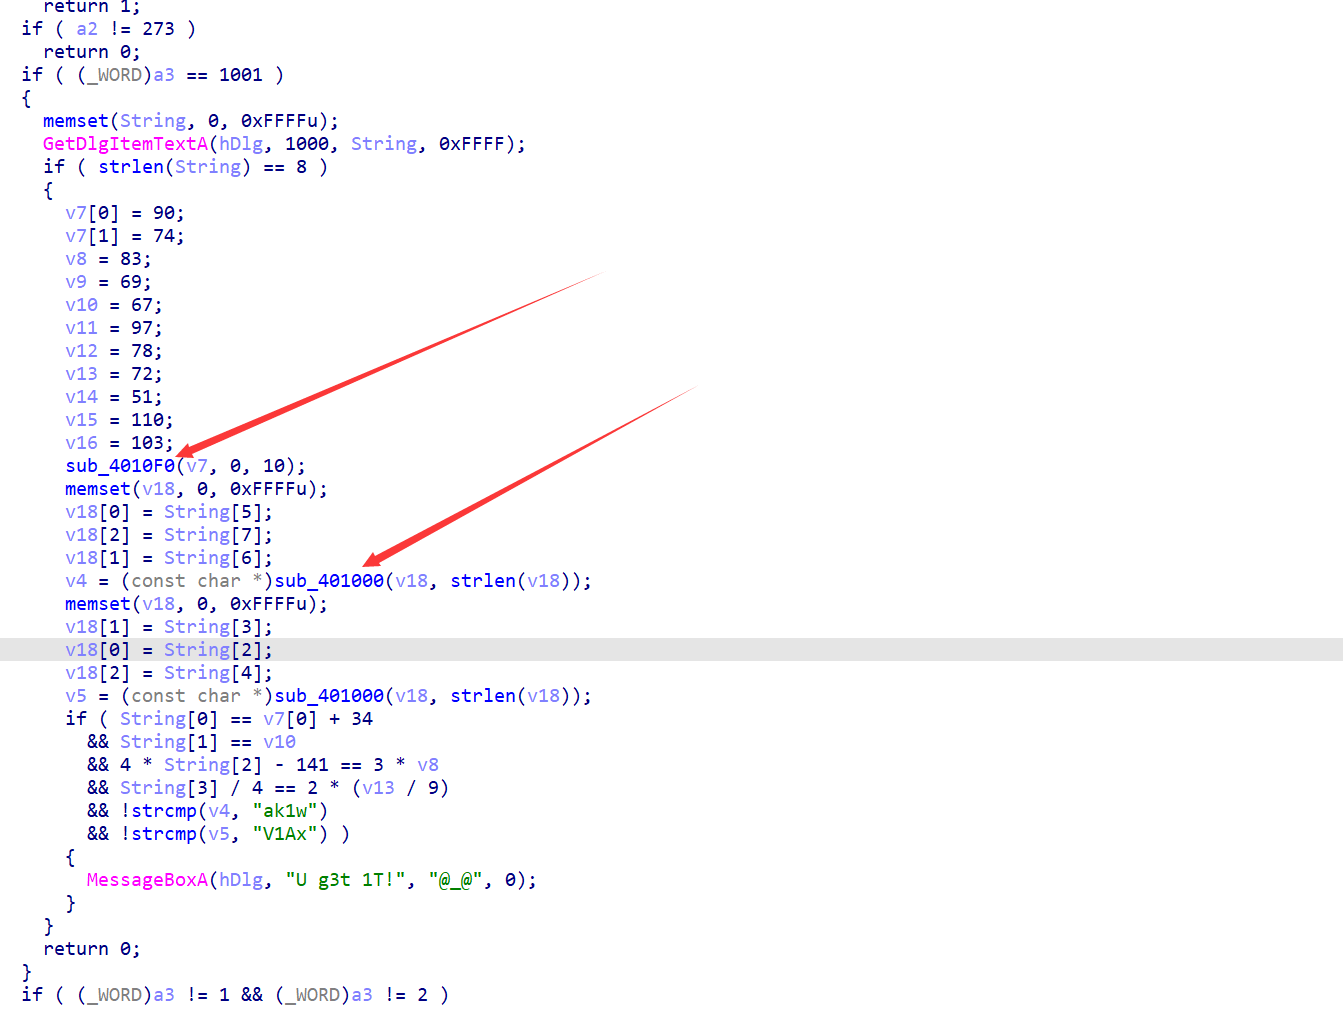 return 1;
if ( a2 != 273 )
return 0;
if ( (_WORD)a3 == 1001 )
{
memset(String, 0, 0xFFFFu);
GetDlgItemTextA(hDlg, 1000, String, 0xFFFF);
if ( strlen(String) == 8 )
{
v7[0] = 90;
v7[1] = 74;
v8 = 83;
v9 = 69;
v10 = 67;
v11 = 97;
v12 = 78;
v13 = 72;
v14 = 51;
v15 = 110;
v16 = 103;
sub_4010F0(v7, 0, 10);
memset(v18, 0, 0xFFFFu);
v18[0] = String[5];
v18[2] = String[7];
v18[1] = String[6];
v4 = (const char *)sub_401000(v18, strlen(v18));
memset(v18, 0, 0xFFFFu);
v18[1] = String[3];
v18[0] = String[2];
v18[2] = String[4];
v5 = (const char *)sub_401000(v18, strlen(v18));
if ( String[0] == v7[0] + 34
&& String[1] == v10
&& 4 * String[2] - 141 == 3 * v8
&& String[3] / 4 == 2 * (v13 / 9)
&& !strcmp(v4, "ak1w")
&& !strcmp(v5, "V1Ax") )
{
MessageBoxA(hDlg, "U g3t 1T!", "@_@", 0);
}
}
return 0;
}
if ( (_WORD)a3 != 1 && (_WORD)a3 != 2 )